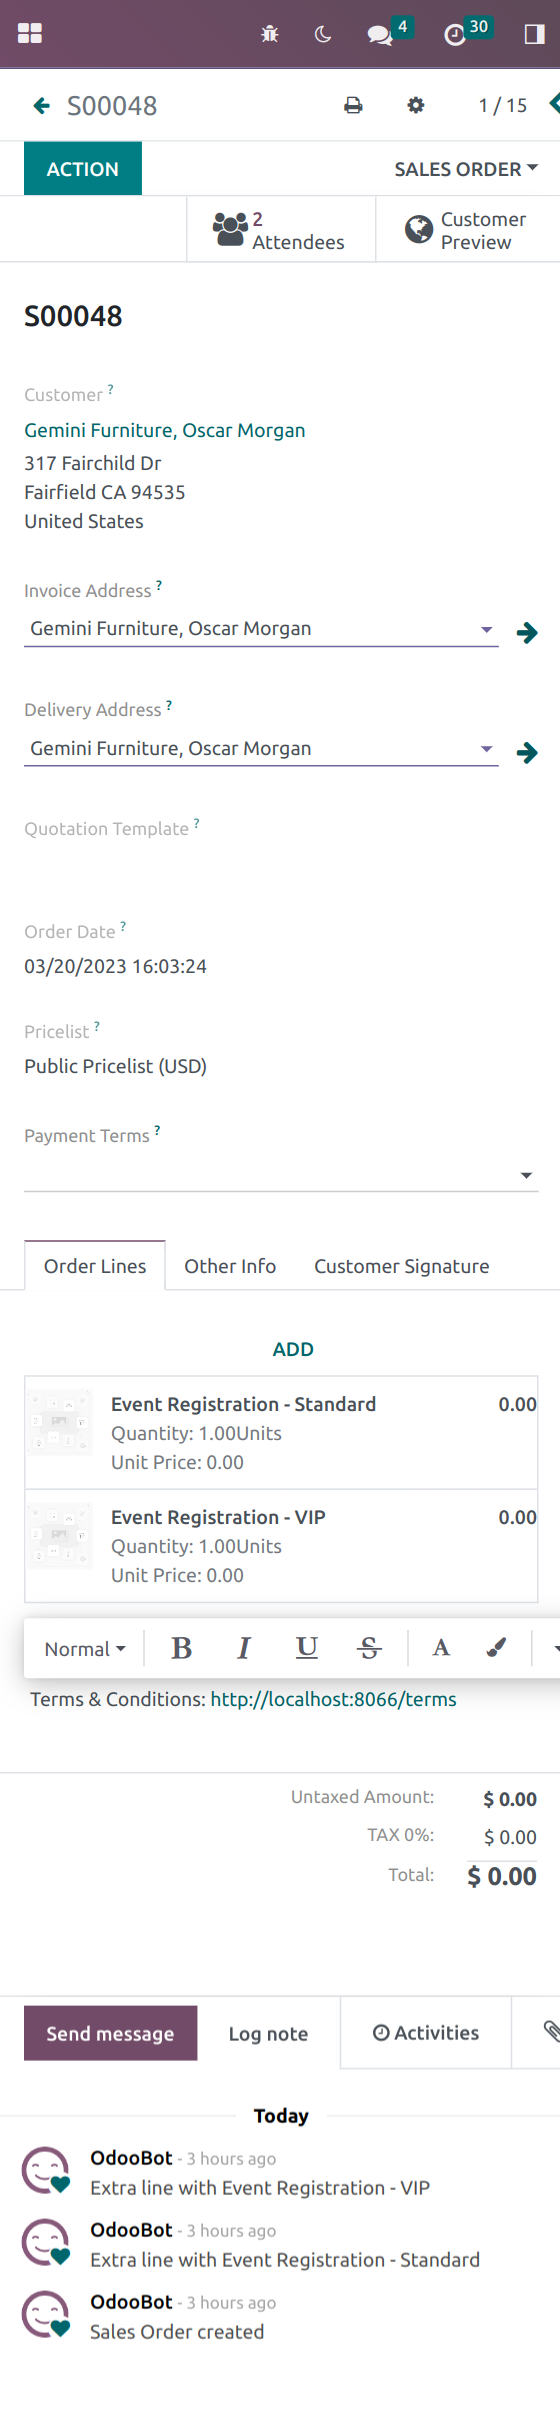 4
30
S00048
1 / 15
ACTION
SALES ORDER
2
Attendees
Customer
Preview
S00048
Customer ?
Gemini Furniture, Oscar Morgan
317 Fairchild Dr
Fairfield CA 94535
United States
Invoice Address ?
Gemini Furniture, Oscar Morgan
Delivery Address ?
Gemini Furniture, Oscar Morgan
Quotation Template ?
Order Date ?
03/20/2023 16:03:24
Pricelist ?
Public Pricelist (USD)
Payment Terms ?
Order Lines Other Info Customer Signature
ADD
Event Registration - Standard 0.00
Quantity: 1.00Units
Unit Price: 0.00
Event Registration - VIP 0.00
Quantity: 1.00Units
Unit Price: 0.00
Normal B I U S A
Terms & Conditions: http://localhost:8066/terms
Untaxed Amount: $ 0.00
TAX 0%: $ 0.00
Total: $ 0.00
Send message Log note Activities
Today
OdooBot - 3 hours ago
Extra line with Event Registration - VIP
OdooBot - 3 hours ago
Extra line with Event Registration - Standard
OdooBot - 3 hours ago
Sales Order created